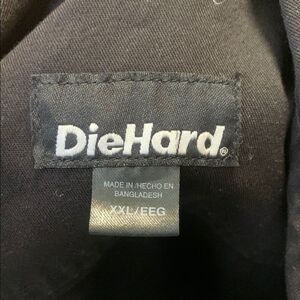 DieHard®
MADE IN/HECHO EN
BANGLADESH
XXL/EEG